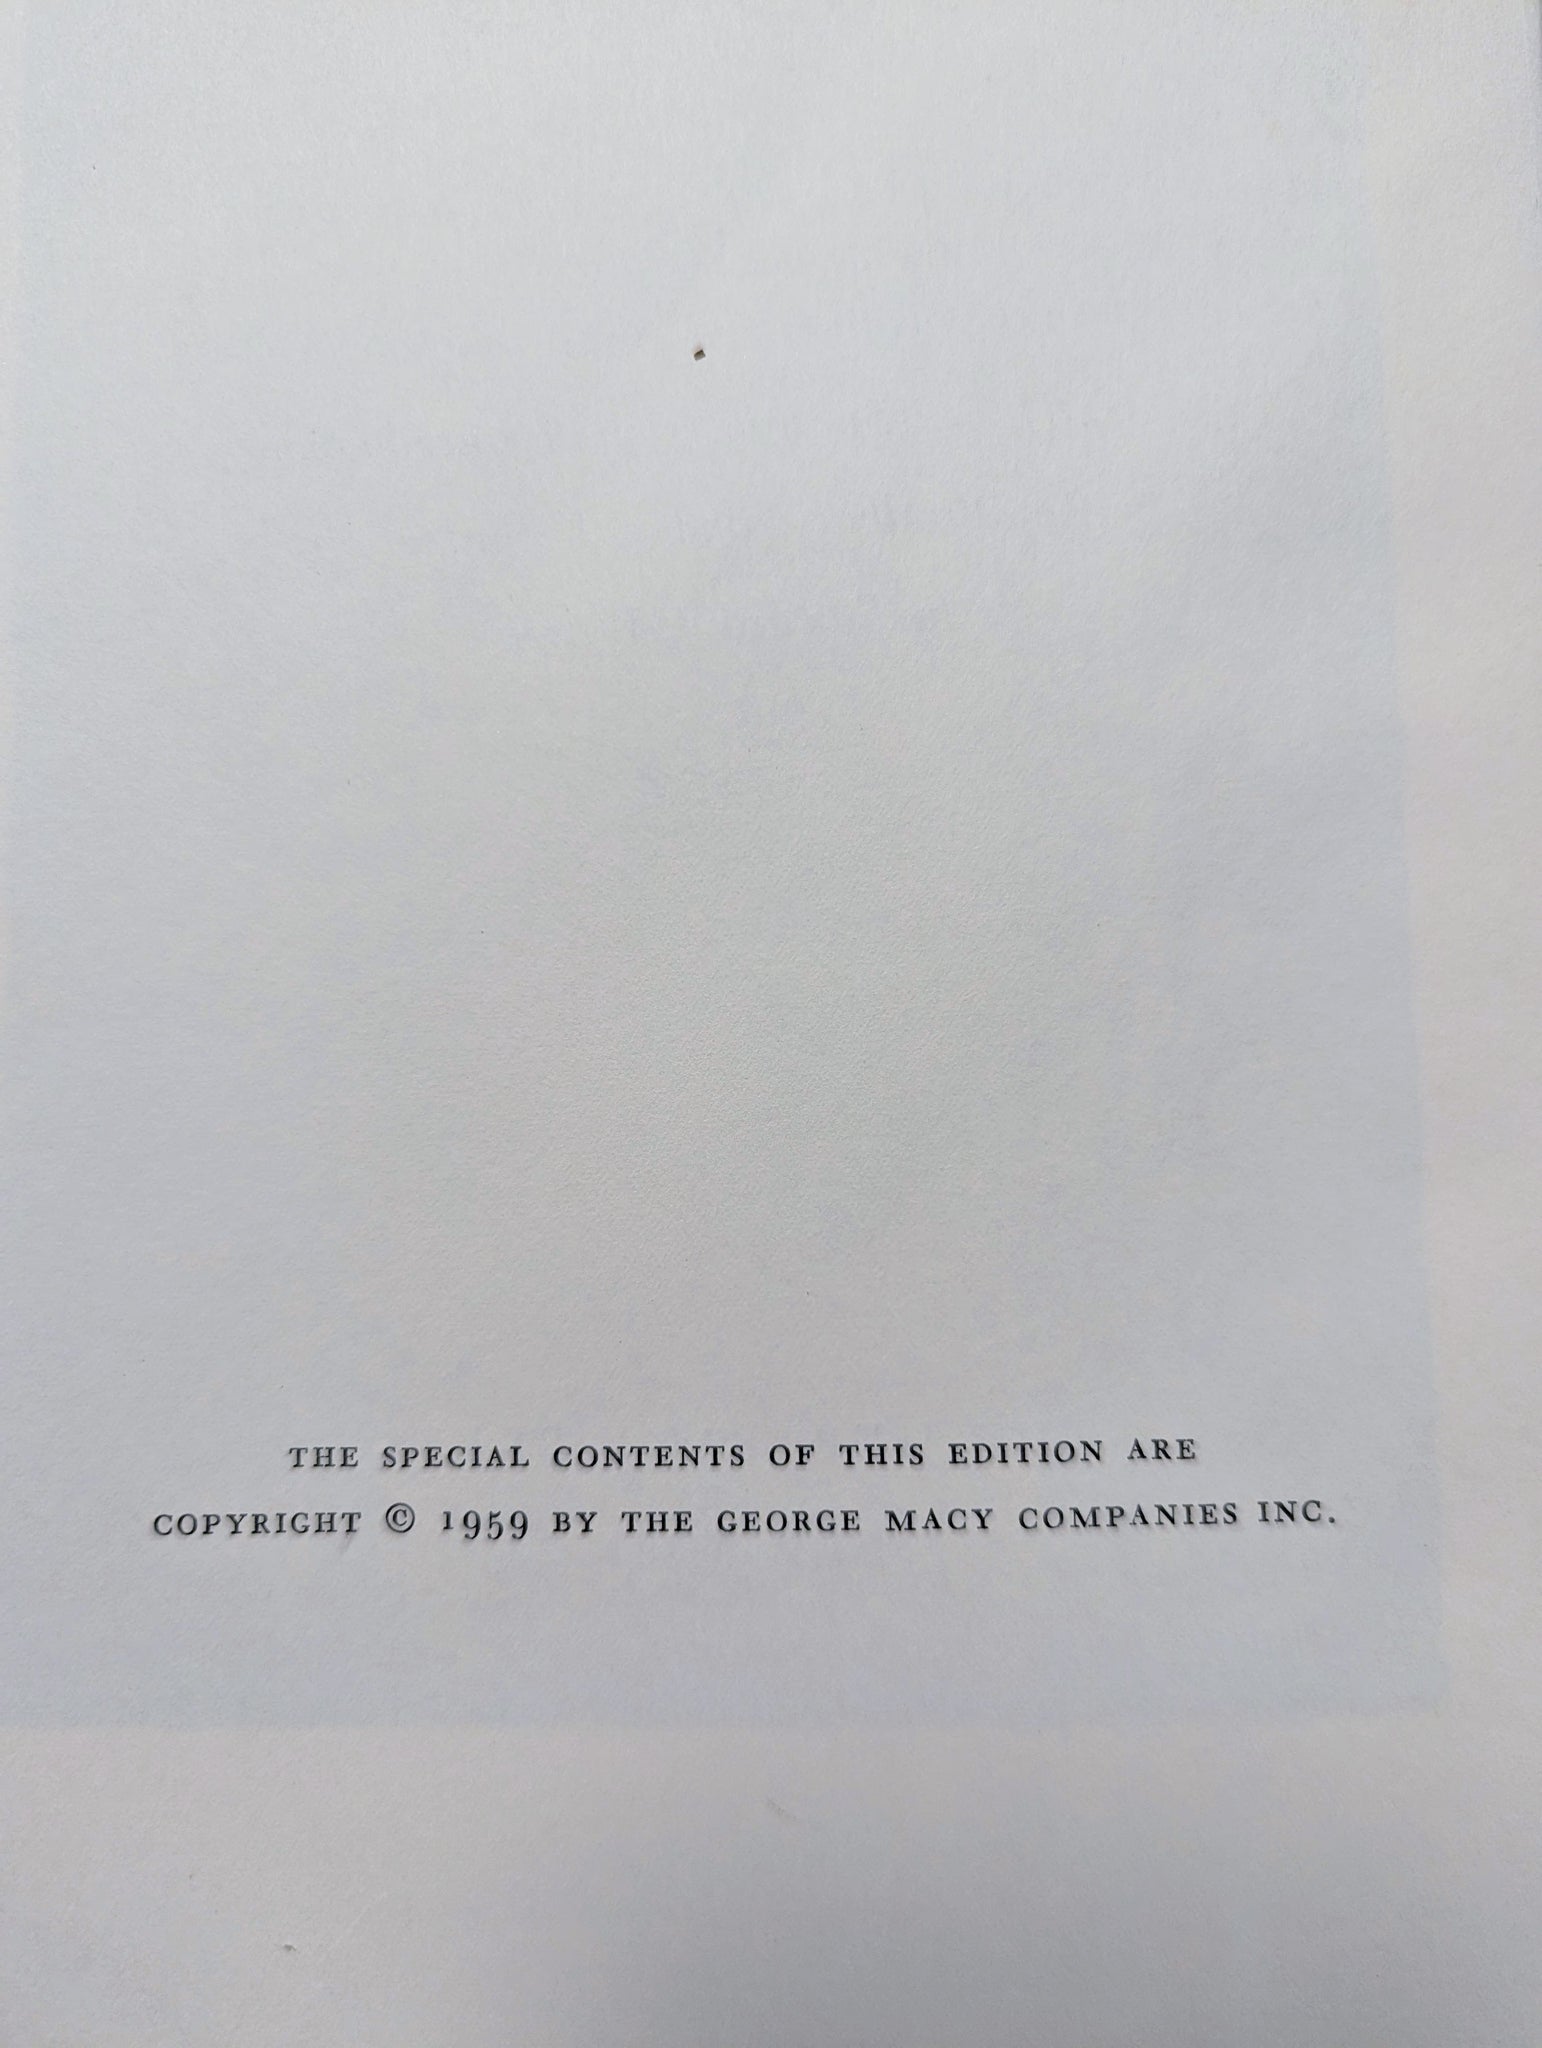 THE SPECIAL CONTENTS OF THIS EDITION ARE
COPYRIGHT © 1959 BY THE GEORGE MACY COMPANIES INC.